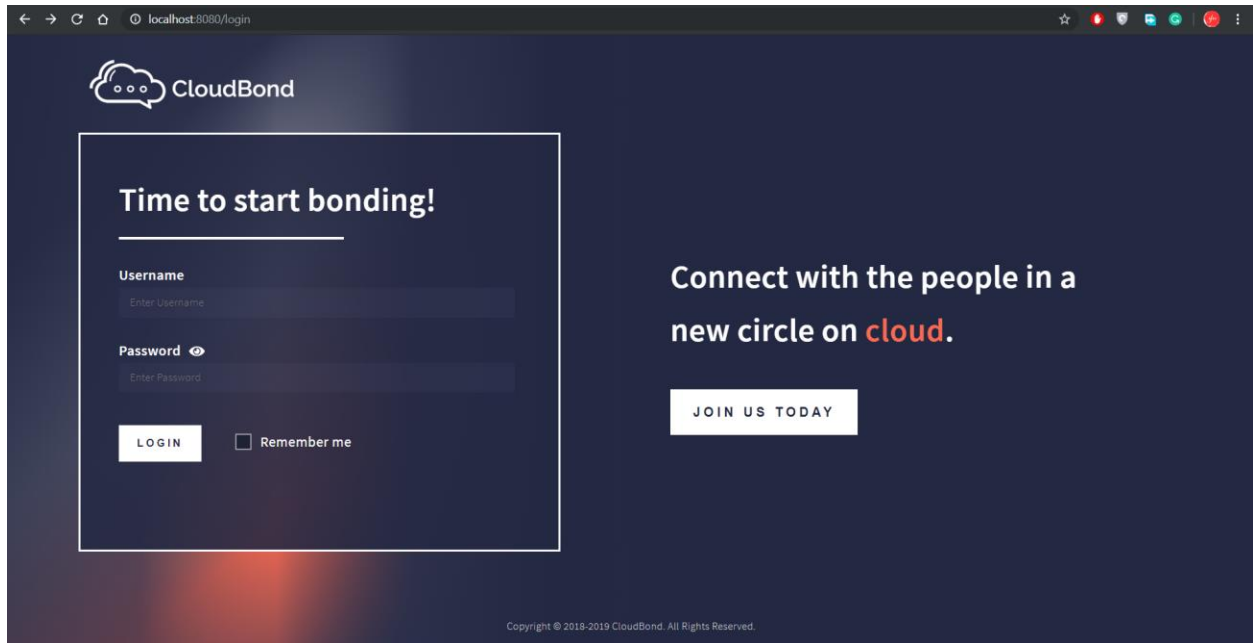 localhost:8080/login
CloudBond
Time to start bonding!
Username
Enter Username
Password
Enter Password
LOGIN
Remember me
Connect with the people in a
new circle on cloud.
JOIN US TODAY
Copyright © 2018-2019 CloudBond. All Rights Reserved.